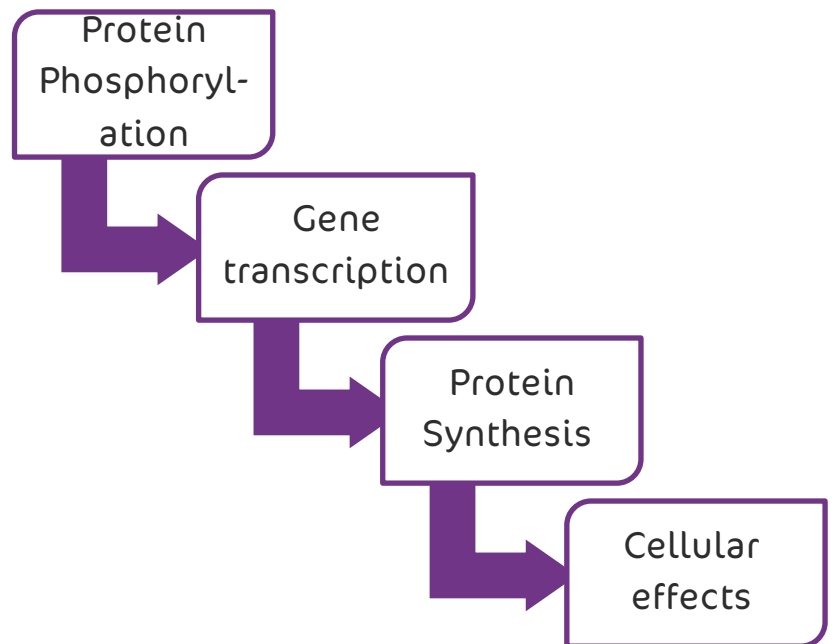 Protein
Phosphoryl-
ation
Gene
transcription
Protein
Synthesis
Cellular
effects